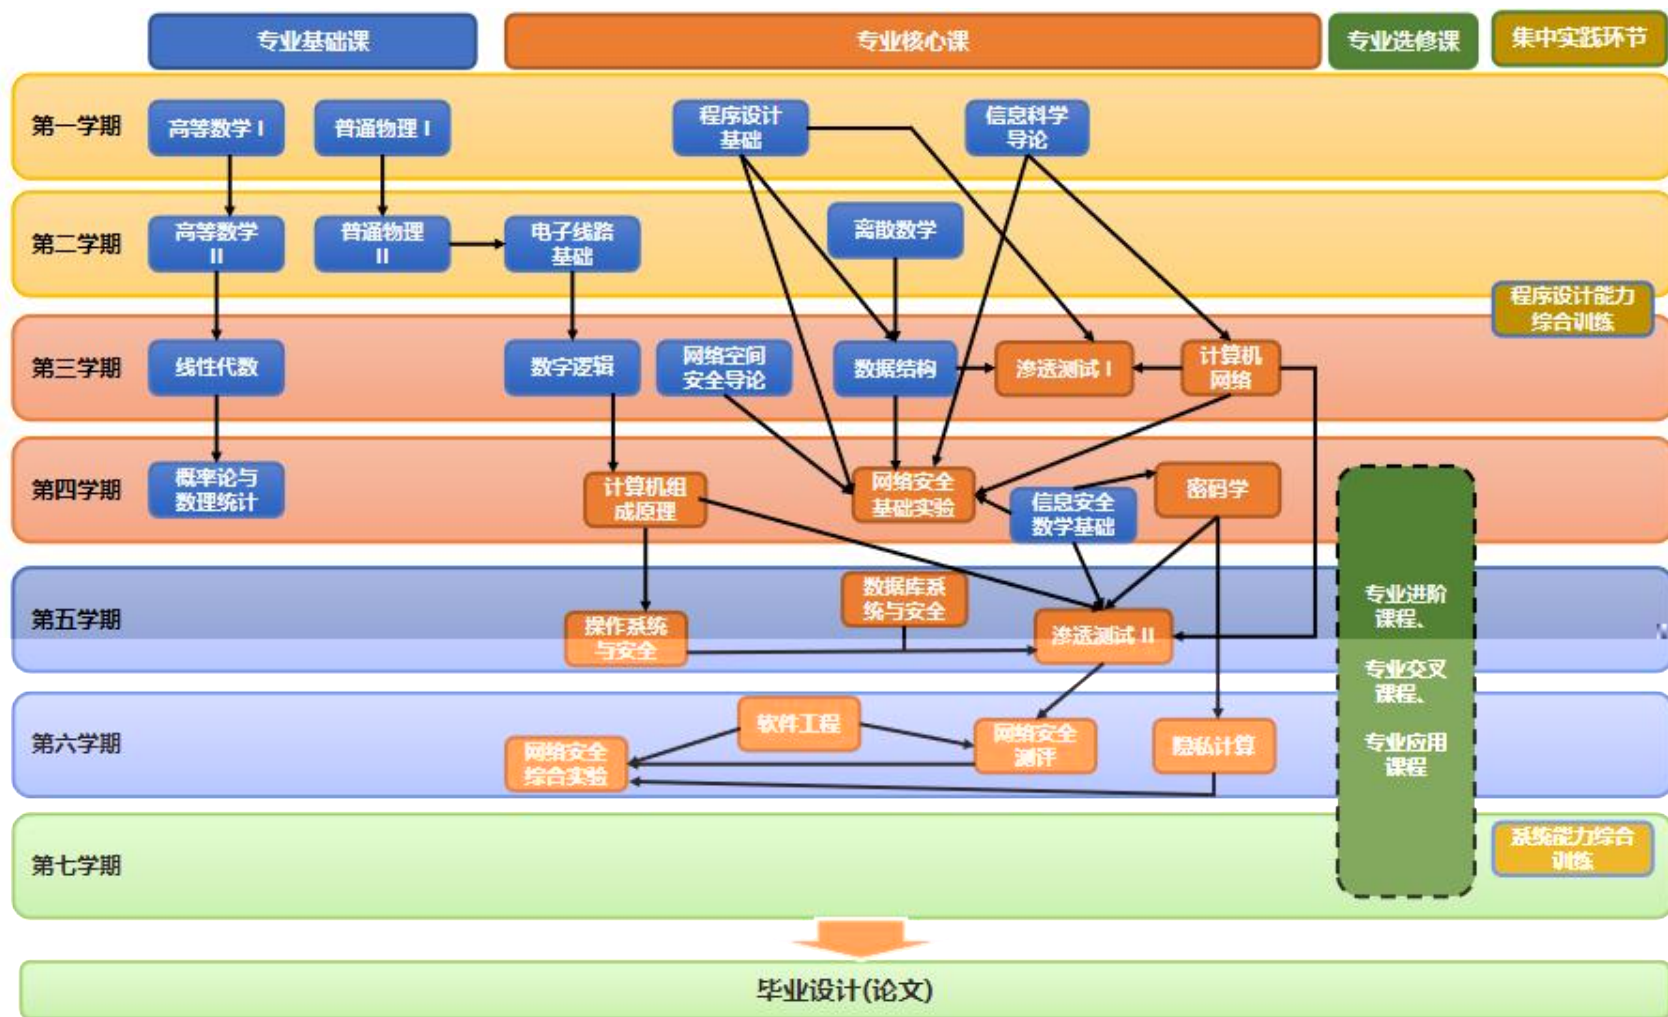 专业基础课
专业核心课
专业选修课
集中实践环节
第一学期
高等数学 I
普通物理 I
程序设计
基础
信息科学
导论
第二学期
高等数学
II
普通物理
II
电子线路
基础
离散数学
程序设计能力
综合训练
第三学期
线性代数
数字逻辑
网络空间
安全导论
数据结构
渗透测试 I
计算机
网络
第四学期
概率论与
数理统计
计算机组
成原理
网络安全
基础实验
信息安全
数学基础
密码学
第五学期
操作系统
与安全
数据库系
统与安全
渗透测试 II
专业进阶
课程、
专业交叉
课程、
专业应用
课程
第六学期
网络安全
综合实验
软件工程
网络安全
测评
隐私计算
第七学期
系统能力综合
训练
毕业设计(论文)